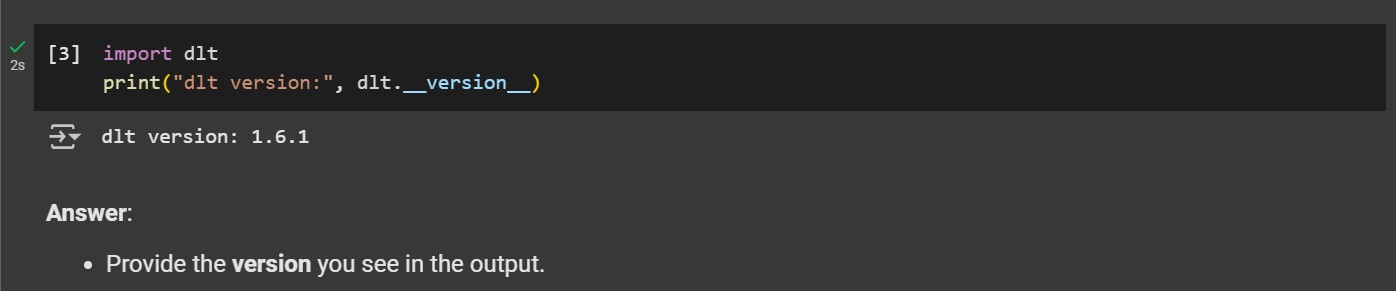 [3] import dlt
2s
print("dlt version:", dlt.__version__)
dlt version: 1.6.1
Answer:
• Provide the version you see in the output.